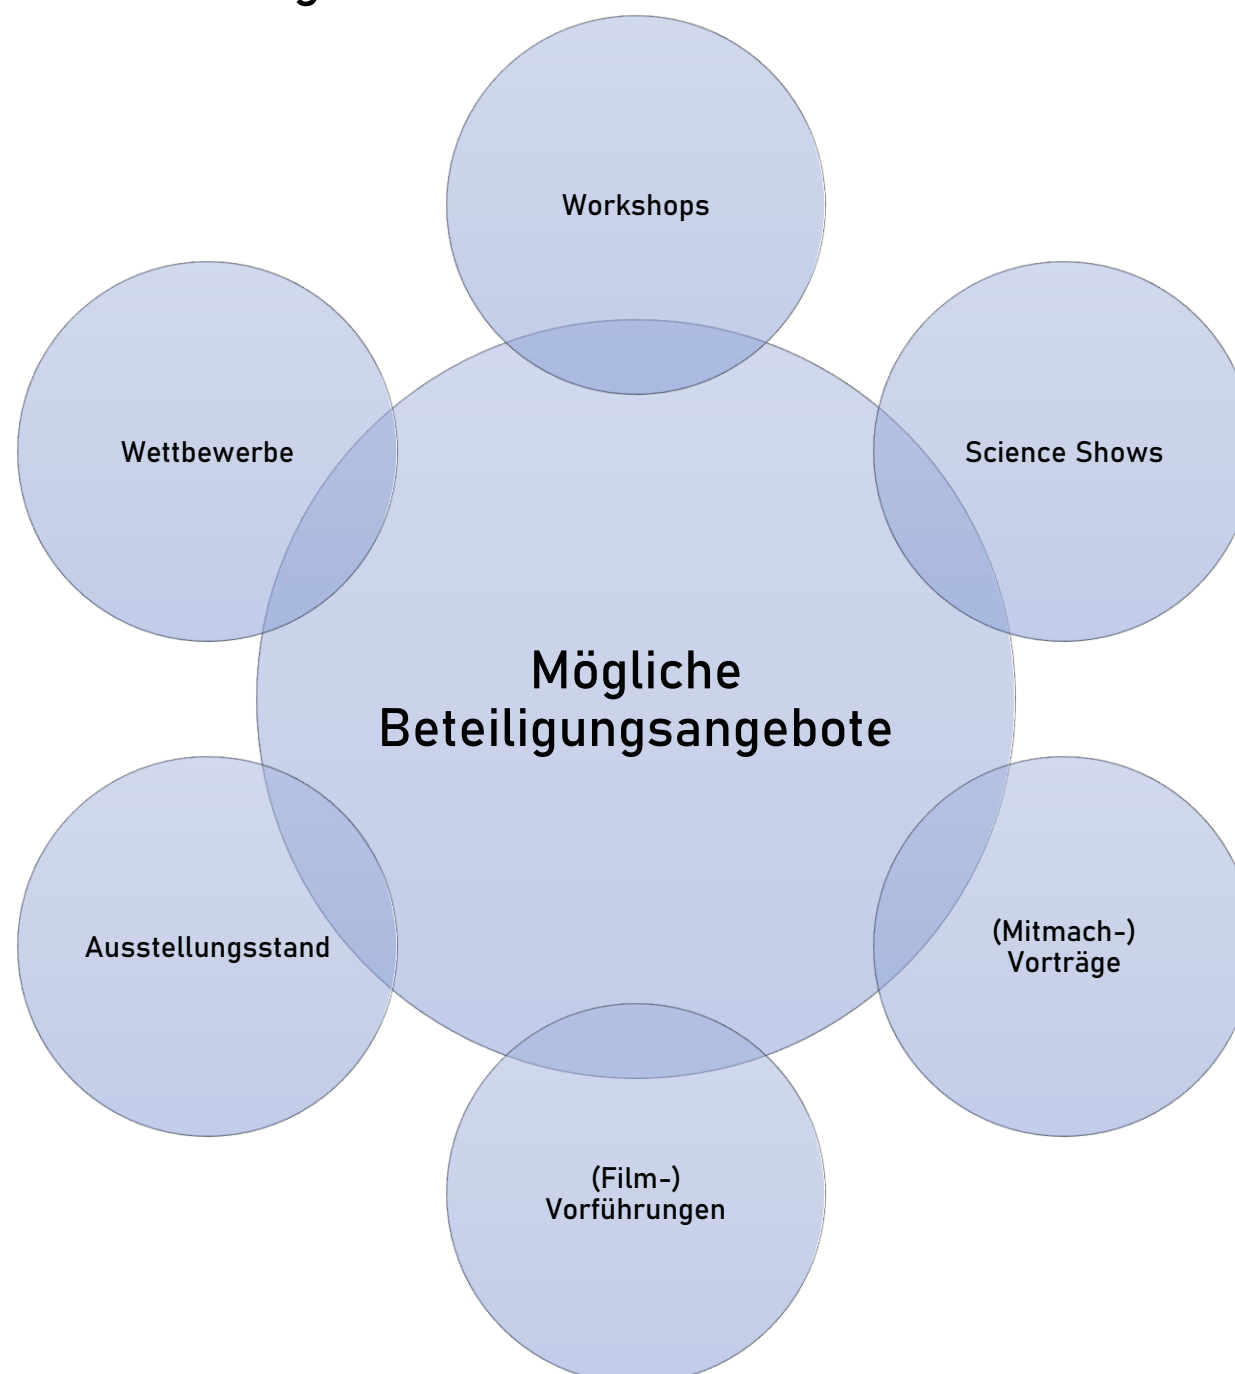 Workshops
Science Shows
(Mitmach-)
Vorträge
(Film-)
Vorführungen
Ausstellungsstand
Wettbewerbe
Mögliche
Beteiligungsangebote